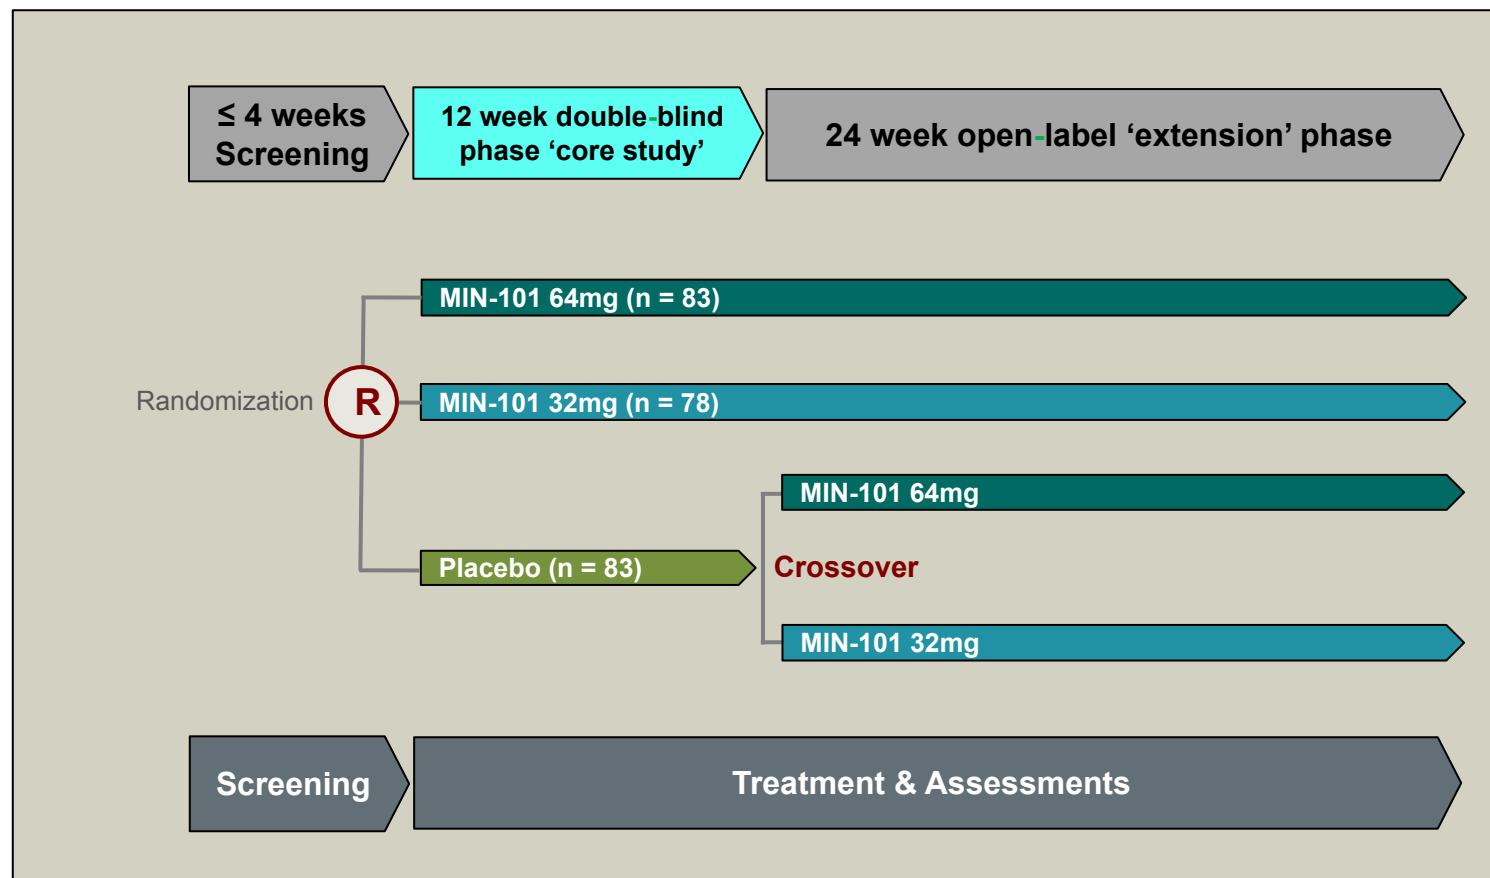 ≤ 4 weeks
Screening
12 week double-blind
phase ‘core study’
24 week open-label ‘extension’ phase
MIN-101 64mg (n = 83)
Randomization
R
MIN-101 32mg (n = 78)
MIN-101 64mg
Placebo (n = 83)
Crossover
MIN-101 32mg
Screening
Treatment & Assessments